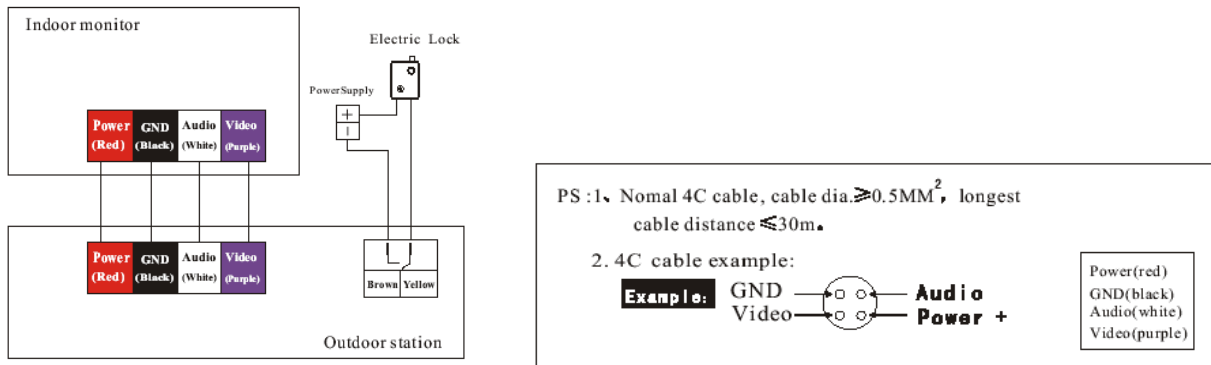 Indoor monitor
Electric Lock
PowerSupply
+
−
Power GND Audio Video
(Red) (Black) (White) (Purple)
Power GND Audio Video
(Red) (Black) (White) (Purple)
Brown Yellow
Outdoor station
PS :1、Nomal 4C cable, cable dia.≥0.5MM², longest
cable distance ≤30m.
2. 4C cable example:
Example: GND Audio
Video Power +
Power(red)
GND(black)
Audio(white)
Video(purple)